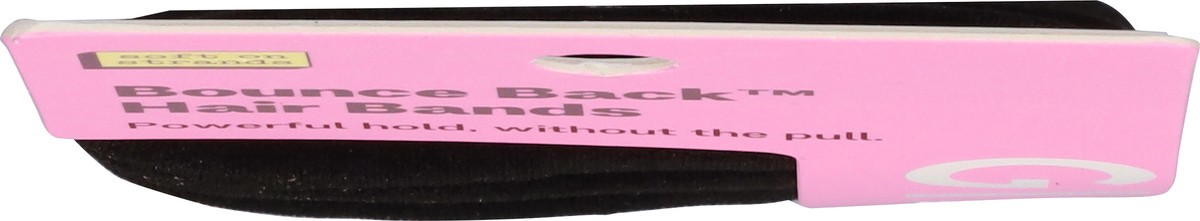 soft on
strands
Bounce Back™
Hair Bands
Powerful hold. without the pull.